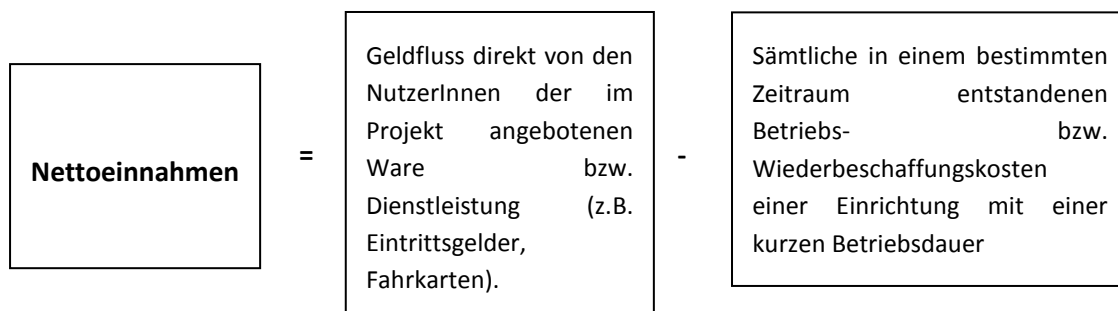 Nettoeinnahmen
=
Geldfluss direkt von den
NutzerInnen der im
Projekt angebotenen
Ware bzw.
Dienstleistung (z.B.
Eintrittsgelder,
Fahrkarten).
-
Sämtliche in einem bestimmten
Zeitraum entstandenen
Betriebs- bzw.
Wiederbeschaffungskosten
einer Einrichtung mit einer
kurzen Betriebsdauer